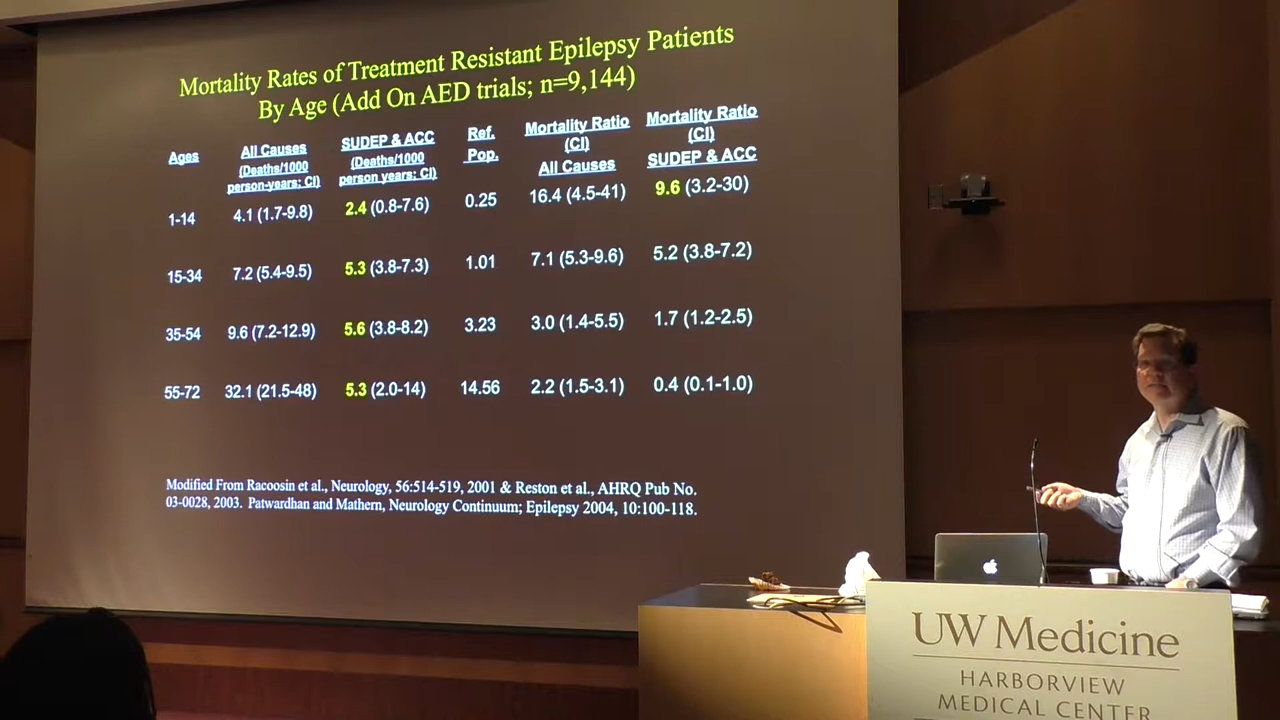 Mortality Rates of Treatment Resistant Epilepsy Patients
By Age (Add On AED trials; n=9,144)
Ages
All Causes
(Deaths/1000
person-years; CI)
SUDEP & ACC
(Deaths/1000
person years; CI)
Ref.
Pop.
Mortality Ratio
(CI)
All Causes
Mortality Ratio
(CI)
SUDEP & ACC
1-14 4.1 (1.7-9.8) 2.4 (0.8-7.6) 0.25 16.4 (4.5-41) 9.6 (3.2-30)
15-34 7.2 (5.4-9.5) 5.3 (3.8-7.3) 1.01 7.1 (5.3-9.6) 5.2 (3.8-7.2)
35-54 9.6 (7.2-12.9) 5.6 (3.8-8.2) 3.23 3.0 (1.4-5.5) 1.7 (1.2-2.5)
55-72 32.1 (21.5-48) 5.3 (2.0-14) 14.56 2.2 (1.5-3.1) 0.4 (0.1-1.0)
Modified From Racoosin et al., Neurology, 56:514-519, 2001 & Reston et al., AHRQ Pub No.
03-0028, 2003. Patwardhan and Mathern, Neurology Continuum; Epilepsy 2004, 10:100-118.
UW Medicine
HARBORVIEW
MEDICAL CENTER